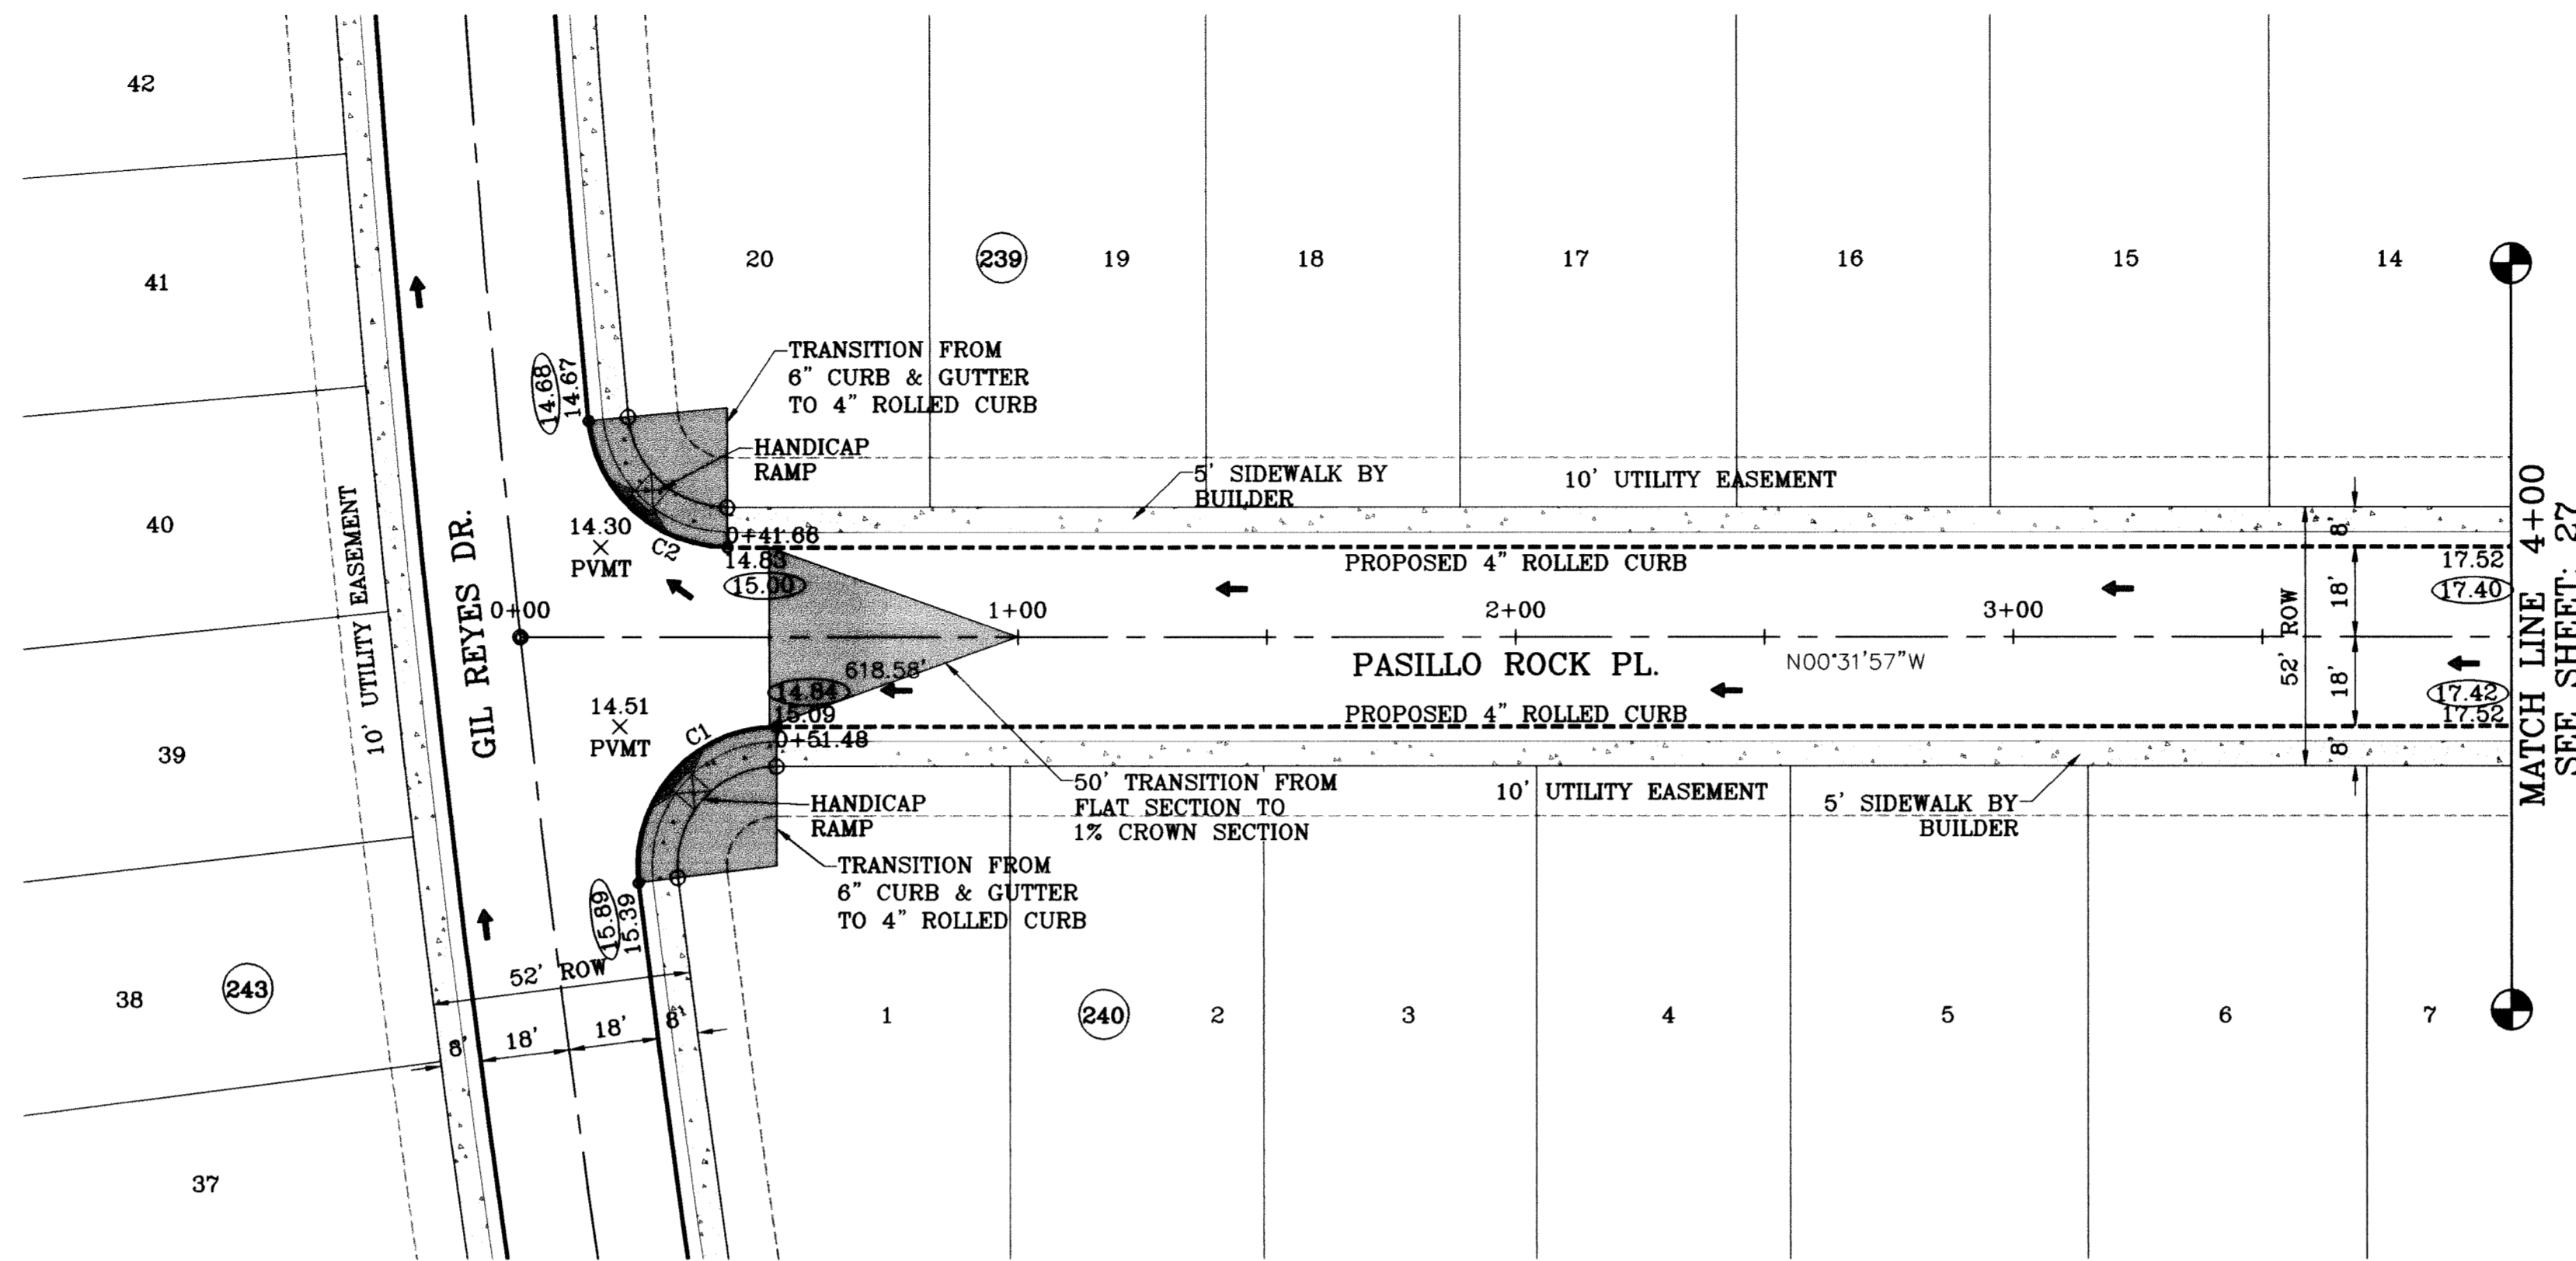 42
41
40
39
38
243
37
10' UTILITY EASEMENT
GIL REYES DR.
20
239
19
18
17
16
15
14
TRANSITION FROM
6" CURB & GUTTER
TO 4" ROLLED CURB
HANDICAP
RAMP
14.68
14.67
14.30
PVMT
C2
0+41.66
14.83
15.00
5' SIDEWALK BY
BUILDER
10' UTILITY EASEMENT
PROPOSED 4" ROLLED CURB
17.52
17.40
8'
18'
18'
8'
52' ROW
0+00
1+00
2+00
3+00
618.58'
PASILLO ROCK PL.
N00°31'57"W
14.84
15.09
0+51.48
14.51
PVMT
C1
PROPOSED 4" ROLLED CURB
17.42
17.52
MATCH LINE 4+00
SEE SHEET: 27
50' TRANSITION FROM
FLAT SECTION TO
1% CROWN SECTION
10' UTILITY EASEMENT
5' SIDEWALK BY
BUILDER
HANDICAP
RAMP
TRANSITION FROM
6" CURB & GUTTER
TO 4" ROLLED CURB
15.89
15.39
52' ROW
8'
18'
18'
8'
1
240
2
3
4
5
6
7